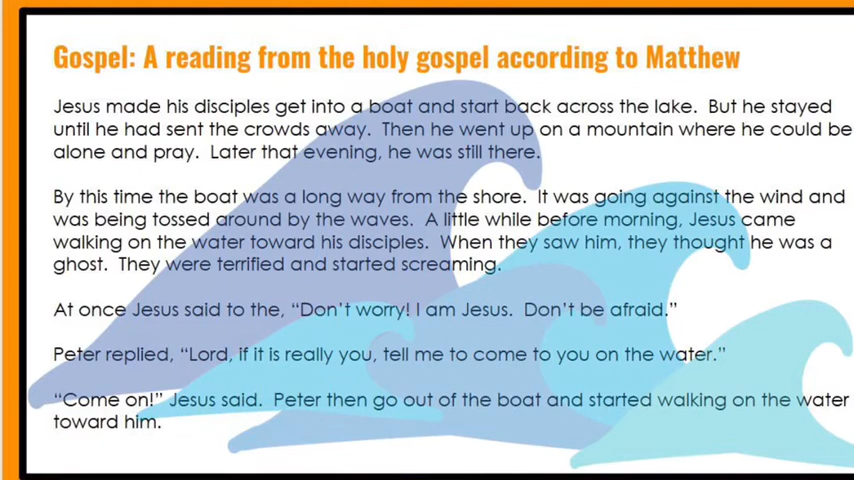 Gospel: A reading from the holy gospel according to Matthew
Jesus made his disciples get into a boat and start back across the lake.  But he stayed
until he had sent the crowds away.  Then he went up on a mountain where he could be
alone and pray.  Later that evening, he was still there.
By this time the boat was a long way from the shore.  It was going against the wind and
was being tossed around by the waves.  A little while before morning, Jesus came
walking on the water toward his disciples.  When they saw him, they thought he was a
ghost.  They were terrified and started screaming.
At once Jesus said to the, “Don’t worry! I am Jesus.  Don’t be afraid.”
Peter replied, “Lord, if it is really you, tell me to come to you on the water.”
“Come on!” Jesus said.  Peter then go out of the boat and started walking on the water
toward him.